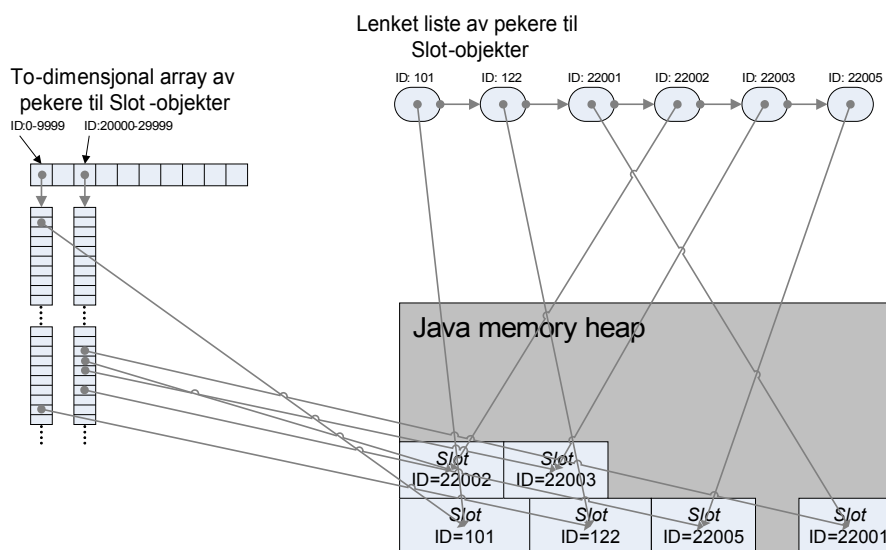 Lenket liste av pekere til
Slot-objekter
ID: 101
ID: 122
ID: 22001
ID: 22002
ID: 22003
ID: 22005
To-dimensjonal array av
pekere til Slot -objekter
ID:0-9999
ID:20000-29999
Java memory heap
Slot
ID=22002
Slot
ID=22003
Slot
ID=101
Slot
ID=122
Slot
ID=22005
Slot
ID=22001